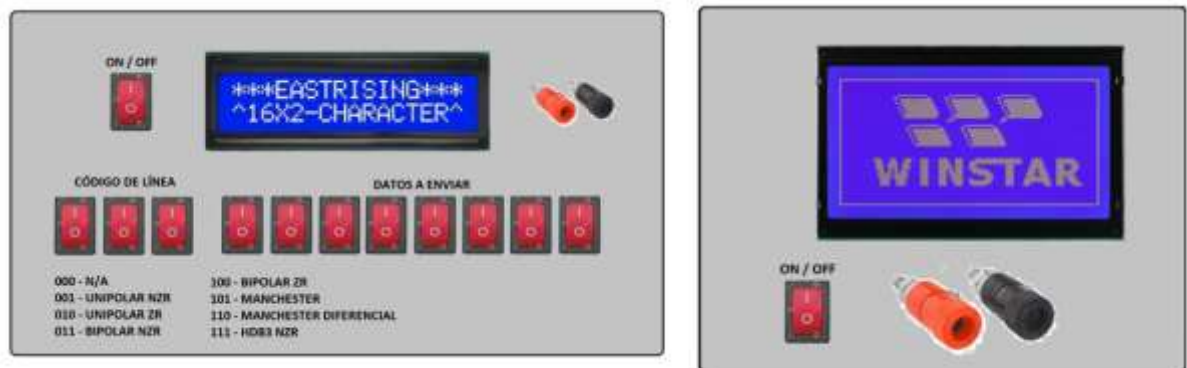 ON / OFF
***EASTRISING***
^16X2-CHARACTER^
CÓDIGO DE LÍNEA
DATOS A ENVIAR
000 - N/A
001 - UNIPOLAR NZR
010 - UNIPOLAR ZR
011 - BIPOLAR NZR
100 - BIPOLAR ZR
101 - MANCHESTER
110 - MANCHESTER DIFERENCIAL
111 - HDB3 NZR
WINSTAR
ON / OFF